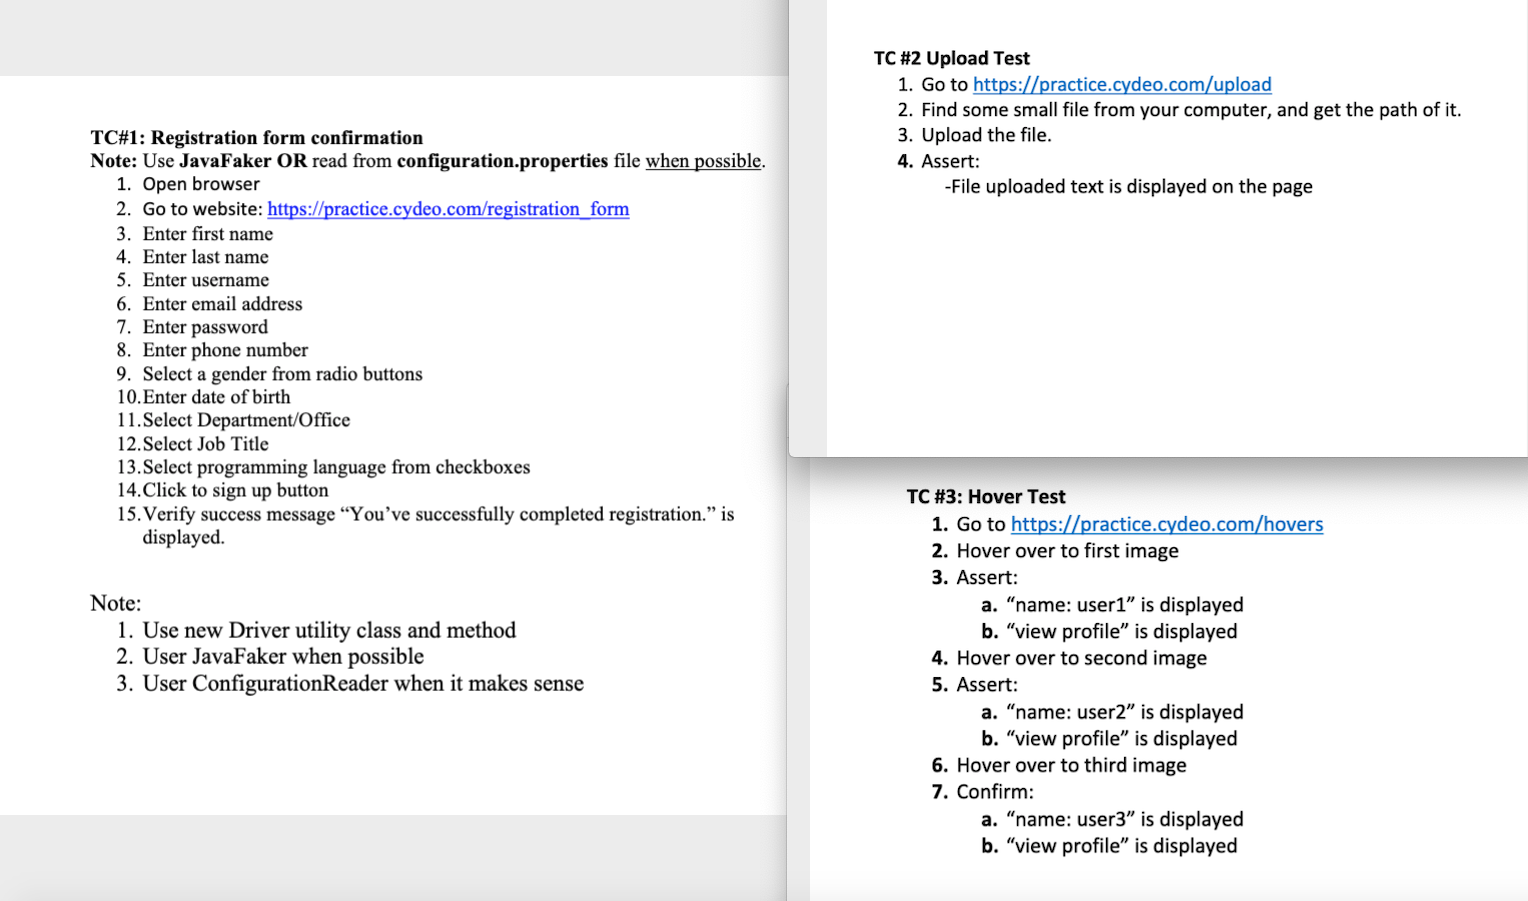 TC#1: Registration form confirmation
Note: Use JavaFaker OR read from configuration.properties file when possible.
1. Open browser
2. Go to website: https://practice.cydeo.com/registration_form
3. Enter first name
4. Enter last name
5. Enter username
6. Enter email address
7. Enter password
8. Enter phone number
9. Select a gender from radio buttons
10.Enter date of birth
11.Select Department/Office
12.Select Job Title
13.Select programming language from checkboxes
14.Click to sign up button
15.Verify success message “You’ve successfully completed registration.” is
displayed.
Note:
1. Use new Driver utility class and method
2. User JavaFaker when possible
3. User ConfigurationReader when it makes sense
TC #2 Upload Test
1. Go to https://practice.cydeo.com/upload
2. Find some small file from your computer, and get the path of it.
3. Upload the file.
4. Assert:
-File uploaded text is displayed on the page
TC #3: Hover Test
1. Go to https://practice.cydeo.com/hovers
2. Hover over to first image
3. Assert:
a. “name: user1” is displayed
b. “view profile” is displayed
4. Hover over to second image
5. Assert:
a. “name: user2” is displayed
b. “view profile” is displayed
6. Hover over to third image
7. Confirm:
a. “name: user3” is displayed
b. “view profile” is displayed